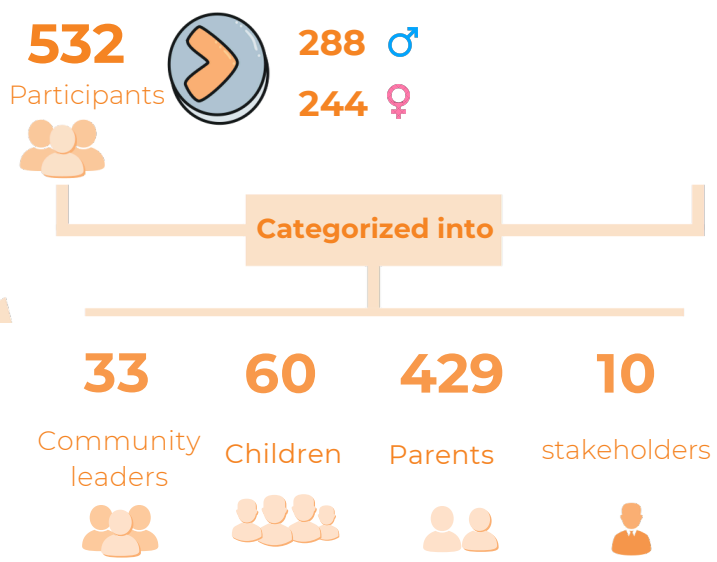 532
Participants
288
244
Categorized into
33
Community
leaders
60
Children
429
Parents
10
stakeholders